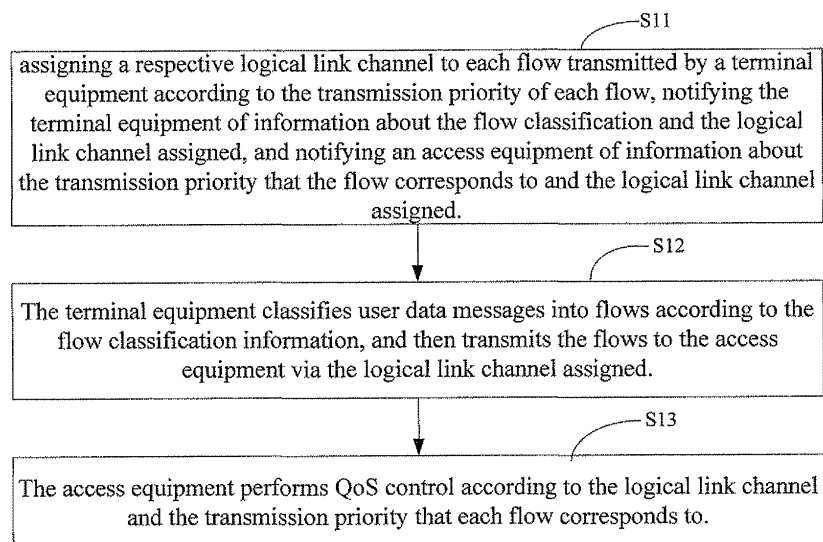 S11
assigning a respective logical link channel to each flow transmitted by a terminal
equipment according to the transmission priority of each flow, notifying the
terminal equipment of information about the flow classification and the logical
link channel assigned, and notifying an access equipment of information about
the transmission priority that the flow corresponds to and the logical link channel
assigned.
S12
The terminal equipment classifies user data messages into flows according to the
flow classification information, and then transmits the flows to the access
equipment via the logical link channel assigned.
S13
The access equipment performs QoS control according to the logical link channel
and the transmission priority that each flow corresponds to.